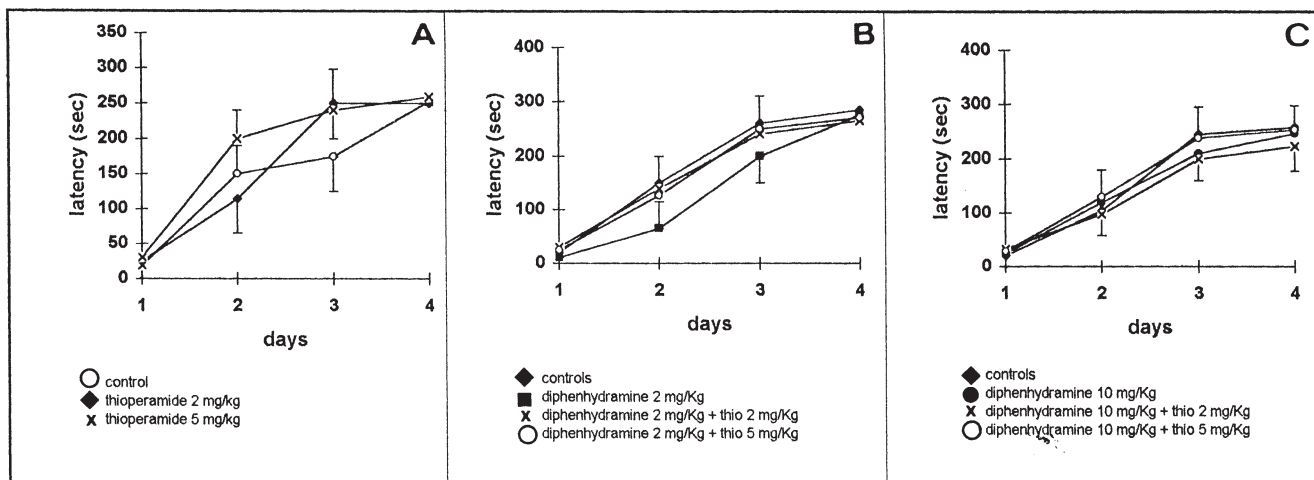 A
350
300
250
200
150
100
50
0
latency (sec)
1 2 3 4
days
control
thioperamide 2 mg/kg
thioperamide 5 mg/kg
B
400
300
200
100
0
latency (sec)
1 2 3 4
days
controls
diphenhydramine 2 mg/Kg
diphenhydramine 2 mg/Kg + thio 2 mg/Kg
diphenhydramine 2 mg/Kg + thio 5 mg/Kg
C
400
300
200
100
0
latency (sec)
1 2 3 4
days
controls
diphenhydramine 10 mg/Kg
diphenhydramine 10 mg/Kg + thio 2 mg/Kg
diphenhydramine 10 mg/Kg + thio 5 mg/Kg